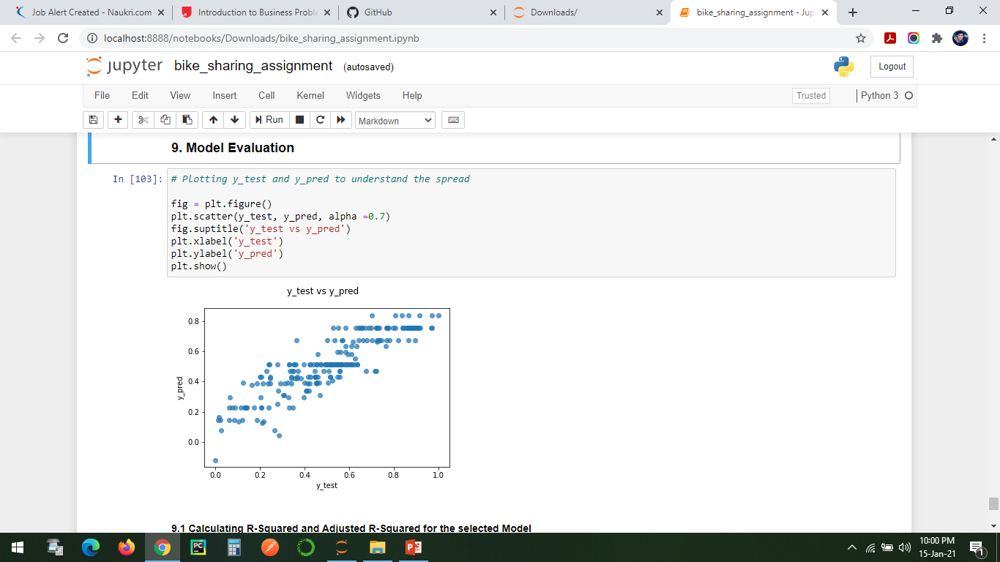 Job Alert Created - Naukri.com
Introduction to Business Proble
GitHub
Downloads/
bike_sharing_assignment - Jup
localhost:8888/notebooks/Downloads/bike_sharing_assignment.ipynb
jupyter bike_sharing_assignment (autosaved)
Logout
File Edit View Insert Cell Kernel Widgets Help
Trusted
Python 3
Run
Markdown
9. Model Evaluation
In [103]: # Plotting y_test and y_pred to understand the spread
fig = plt.figure()
plt.scatter(y_test, y_pred, alpha =0.7)
fig.suptitle('y_test vs y_pred')
plt.xlabel('y_test')
plt.ylabel('y_pred')
plt.show()
y_test vs y_pred
0.8
0.6
0.4
0.2
0.0
y_pred
0.0 0.2 0.4 0.6 0.8 1.0
y_test
9.1 Calculating R-Squared and Adjusted R-Squared for the selected Model
PC
10:00 PM
15-Jan-21
1